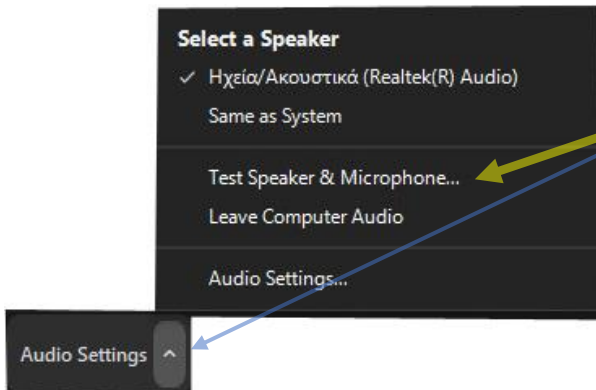 Select a Speaker
✓ Ηχεία/Ακουστικά (Realtek(R) Audio)
Same as System
Test Speaker & Microphone...
Leave Computer Audio
Audio Settings...
Audio Settings ^